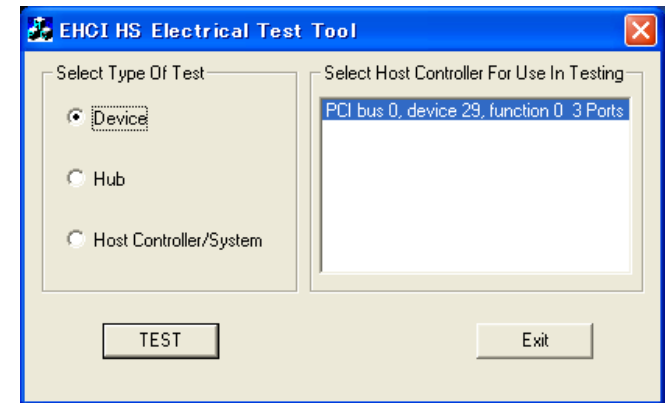 EHCI HS Electrical Test Tool
Select Type Of Test
Device
Hub
Host Controller/System
Select Host Controller For Use In Testing
PCI bus 0, device 29, function 0 3 Ports
TEST
Exit